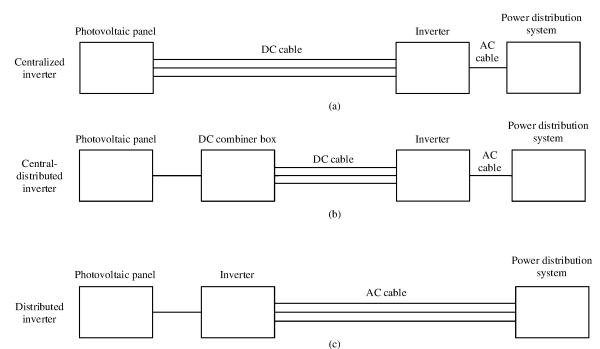 Photovoltaic panel
DC cable
Inverter
AC
cable
Power distribution
system
Centralized
inverter
(a)
Photovoltaic panel
DC combiner box
DC cable
Inverter
AC
cable
Power distribution
system
Central-
distributed
inverter
(b)
Photovoltaic panel
Inverter
AC cable
Power distribution
system
Distributed
inverter
(c)